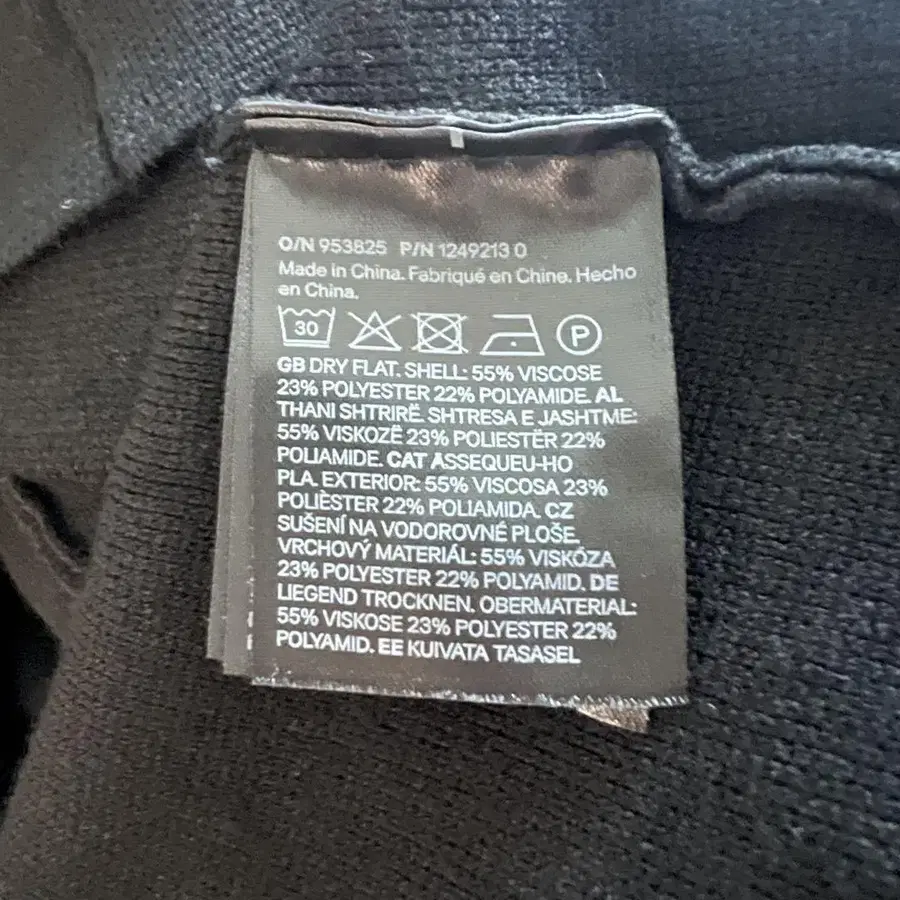 O/N 953825 P/N 1249213 0
Made in China. Fabriqué en Chine. Hecho
en China.
30 P
GB DRY FLAT. SHELL: 55% VISCOSE
23% POLYESTER 22% POLYAMIDE. AL
THANI SHTRIRË. SHTRESA E JASHTME:
55% VISKOZË 23% POLIESTËR 22%
POLIAMIDE. CAT ASSEQUEU-HO
PLA. EXTERIOR: 55% VISCOSA 23%
POLIÈSTER 22% POLIAMIDA. CZ
SUŠENÍ NA VODOROVNÉ PLOŠE.
VRCHOVÝ MATERIÁL: 55% VISKÓZA
23% POLYESTER 22% POLYAMID. DE
LIEGEND TROCKNEN. OBERMATERIAL:
55% VISKOSE 23% POLYESTER 22%
POLYAMID. EE KUIVATA TASASEL